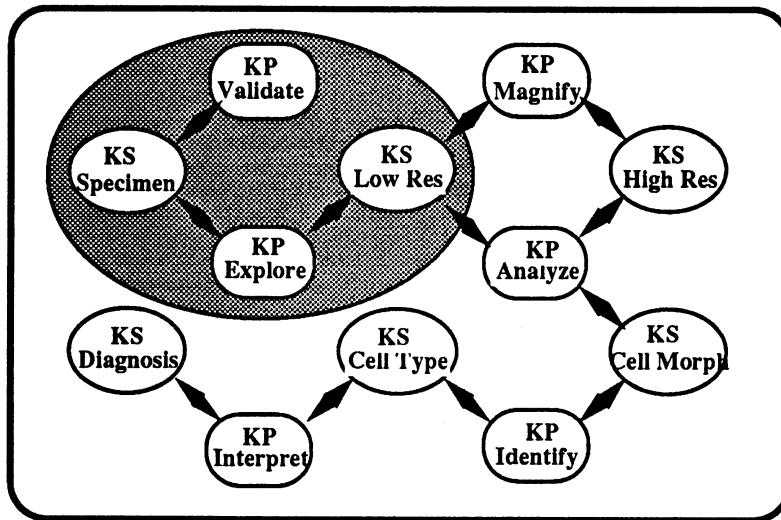 KP
Validate
KP
Magnify
KS
Specimen
KS
Low Res
KS
High Res
KP
Explore
KP
Analyze
KS
Diagnosis
KS
Cell Type
KS
Cell Morph
KP
Interpret
KP
Identify